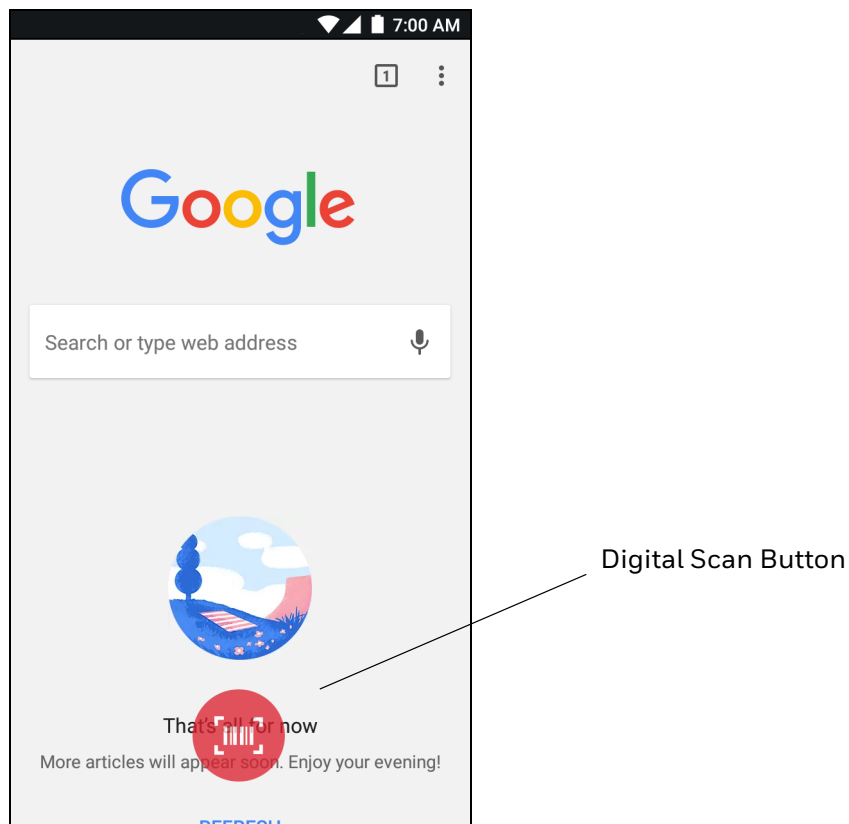 7:00 AM
1
Google
Search or type web address
Digital Scan Button
That's all for now
More articles will appear soon. Enjoy your evening!
REFRESH